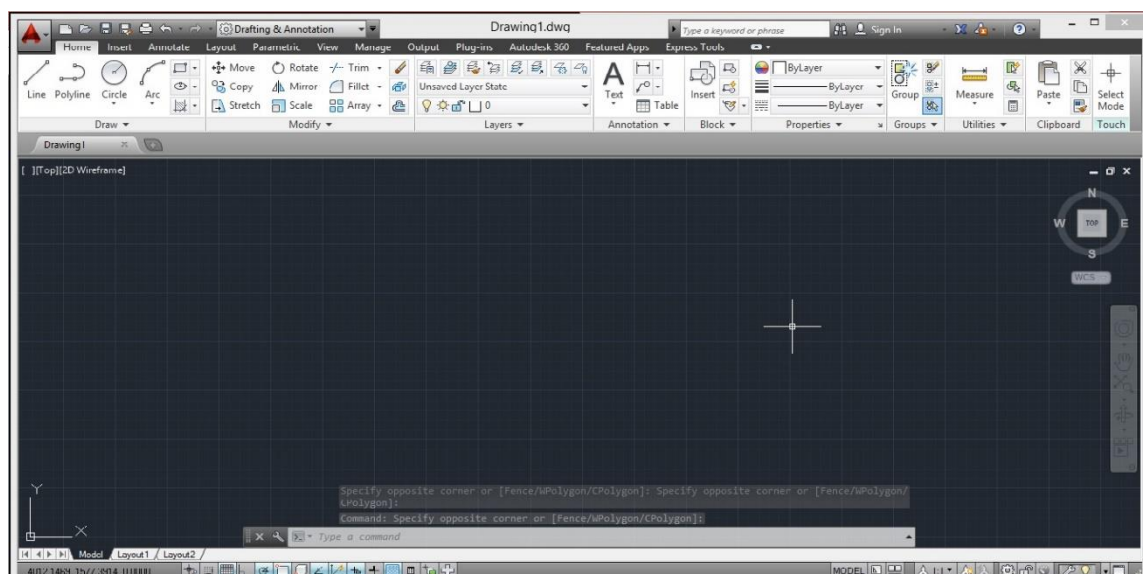 Drafting & Annotation Drawing1.dwg Type a keyword or phrase Sign In
Home Insert Annotate Layout Parametric View Manage Output Plug-ins Autodesk 360 Featured Apps Express Tools
Move Rotate Trim Unsaved Layer State ByLayer
Line Polyline Circle Arc Copy Mirror Fillet Text Insert ByLayer Group Measure Paste Select Mode
Stretch Scale Array 0 Table ByLayer
Draw Modify Layers Annotation Block Properties Groups Utilities Clipboard Touch
Drawing1
[ ][Top][2D Wireframe]
N
W TOP E
S
WCS
Specify opposite corner or [Fence/WPolygon/CPolygon]: Specify opposite corner or [Fence/WPolygon/
CPolygon]:
Command: Specify opposite corner or [Fence/WPolygon/CPolygon]:
Y
X
Type a command
Model Layout1 Layout2
MODEL